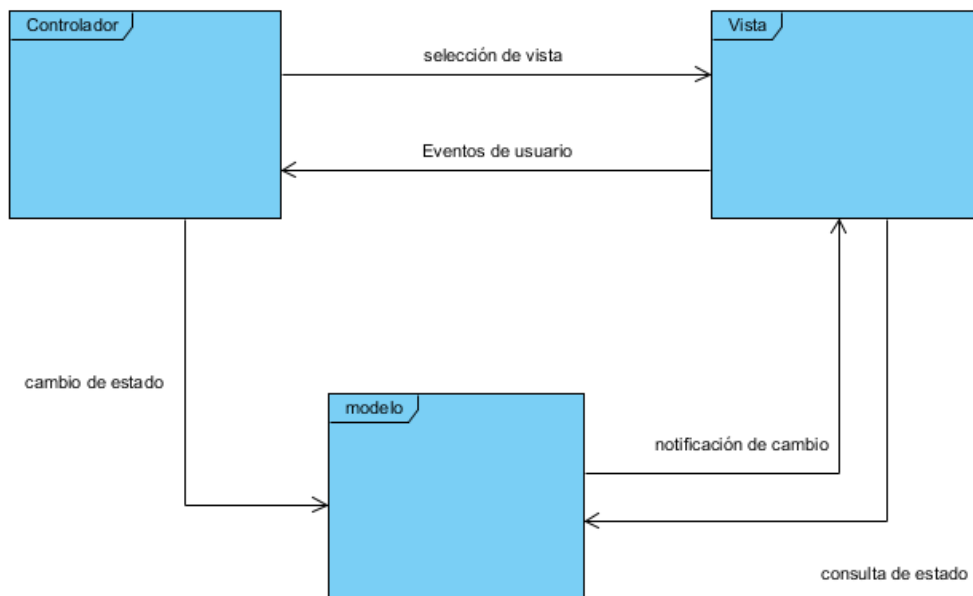 Controlador
Vista
selección de vista
Eventos de usuario
cambio de estado
modelo
notificación de cambio
consulta de estado